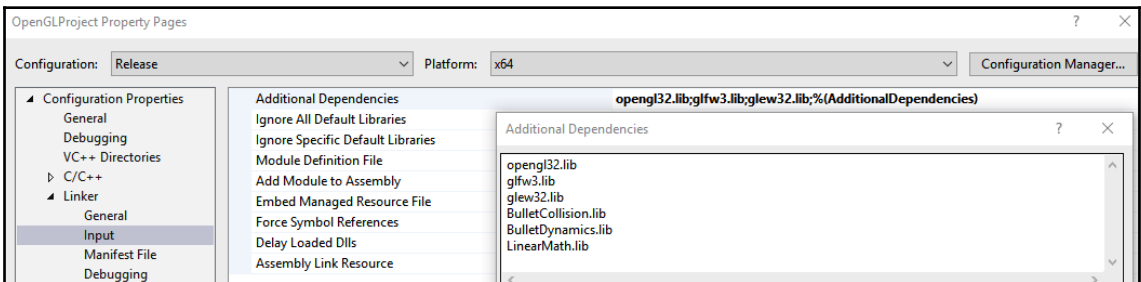 OpenGLProject Property Pages
Configuration: Release Platform: x64 Configuration Manager...
Configuration Properties
General
Debugging
VC++ Directories
C/C++
Linker
General
Input
Manifest File
Debugging
Additional Dependencies opengl32.lib;glfw3.lib;glew32.lib;%(AdditionalDependencies)
Ignore All Default Libraries
Ignore Specific Default Libraries
Module Definition File
Add Module to Assembly
Embed Managed Resource File
Force Symbol References
Delay Loaded Dlls
Assembly Link Resource
Additional Dependencies
opengl32.lib
glfw3.lib
glew32.lib
BulletCollision.lib
BulletDynamics.lib
LinearMath.lib